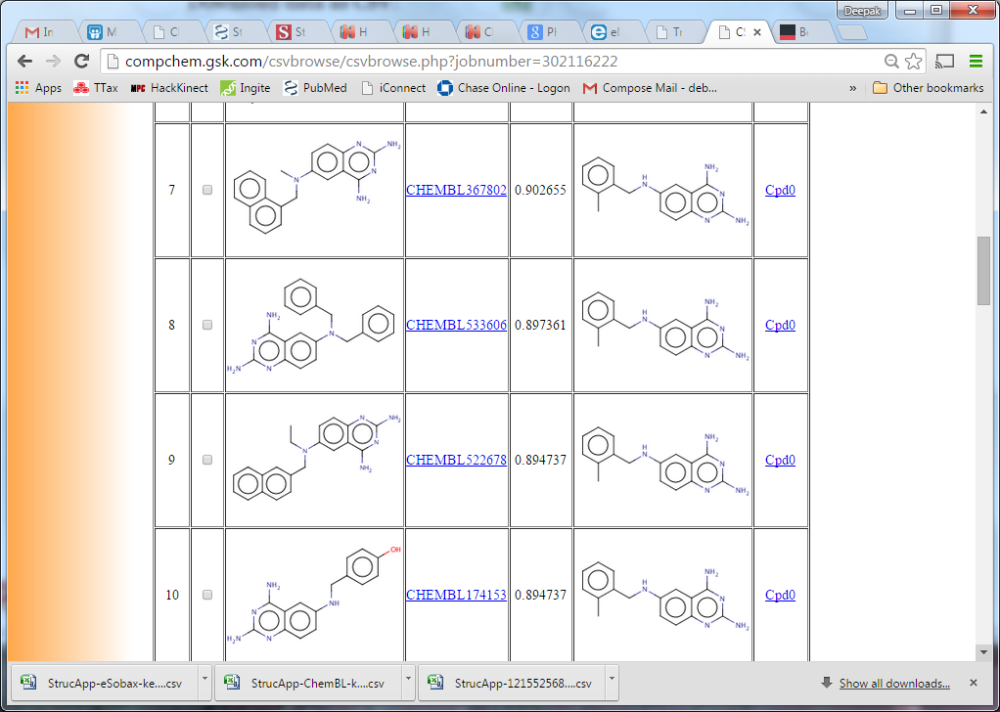 Deepak
In
M
C
St
St
H
H
C
Pl
el
Ti
CS
B
compchem.gsk.com/csvbrowse/csvbrowse.php?jobnumber=302116222
Apps TTax HackKinect Ingite PubMed iConnect Chase Online - Logon Compose Mail - deb... » Other bookmarks
7 CHEMBL367802 0.902655 Cpd0
N
N
NH2
N
NH2
H
N
NH2
N
N
NH2
8 CHEMBL533606 0.897361 Cpd0
NH2
N
N
H2N
N
H
N
NH2
N
N
NH2
9 CHEMBL522678 0.894737 Cpd0
N
N
NH2
N
NH2
H
N
NH2
N
N
NH2
10 CHEMBL174153 0.894737 Cpd0
OH
NH2
NH
N
N
H2N
H
N
NH2
N
N
NH2
StrucApp-eSobax-ke....csv StrucApp-ChemBL-k....csv StrucApp-121552568....csv Show all downloads...